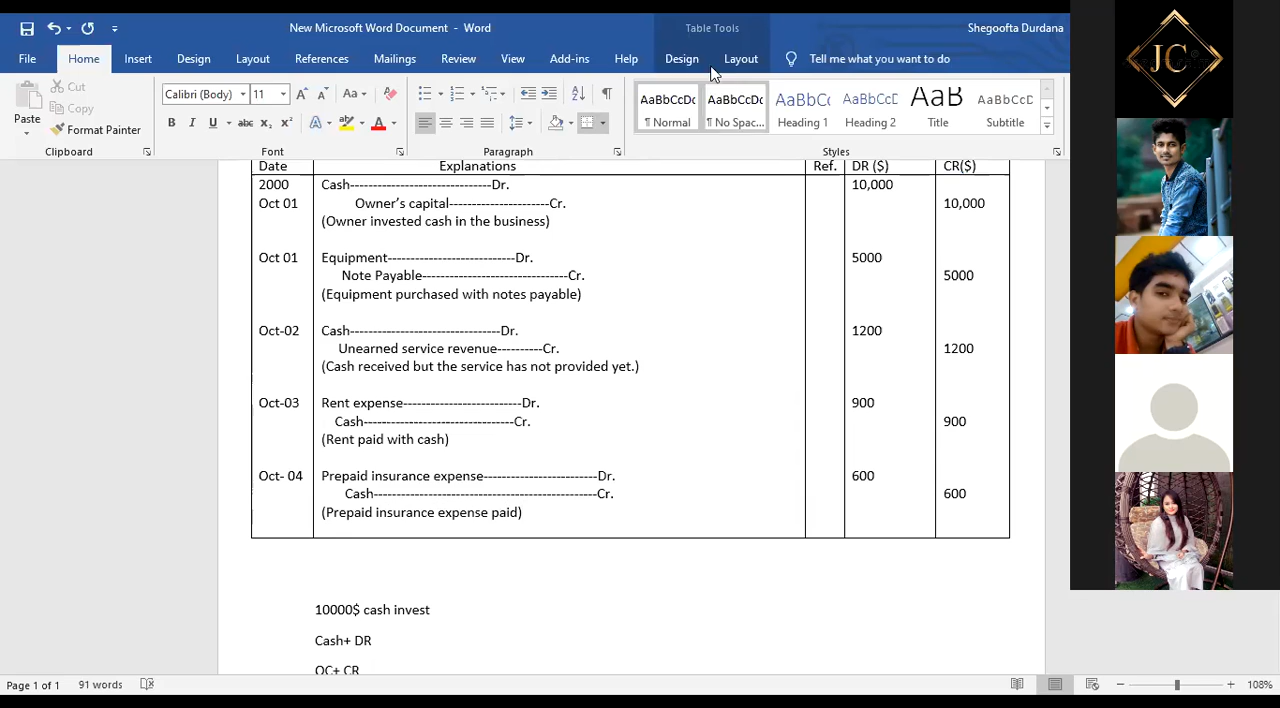 New Microsoft Word Document - Word
Table Tools
Shegoofta Durdana
File Home Insert Design Layout References Mailings Review View Add-ins Help Design Layout Tell me what you want to do
Paste
Cut
Copy
Format Painter
Clipboard
Calibri (Body) 11
Font
Paragraph
AaBbCcDc AaBbCcDc AaBbCc AaBbCcD AaB AaBbCcD
¶ Normal ¶ No Spac... Heading 1 Heading 2 Title Subtitle
Styles
JC
Date Explanations Ref. DR ($) CR($)
2000 Cash-------------------------------Dr. 10,000
Oct 01 Owner's capital----------------------Cr. 10,000
(Owner invested cash in the business)
Oct 01 Equipment----------------------------Dr. 5000
Note Payable--------------------------------Cr. 5000
(Equipment purchased with notes payable)
Oct-02 Cash---------------------------------Dr. 1200
Unearned service revenue----------Cr. 1200
(Cash received but the service has not provided yet.)
Oct-03 Rent expense--------------------------Dr. 900
Cash---------------------------------Cr. 900
(Rent paid with cash)
Oct- 04 Prepaid insurance expense-------------------------Dr. 600
Cash-------------------------------------------------Cr. 600
(Prepaid insurance expense paid)
10000$ cash invest
Cash+ DR
OC+ CR
Page 1 of 1 91 words 108%